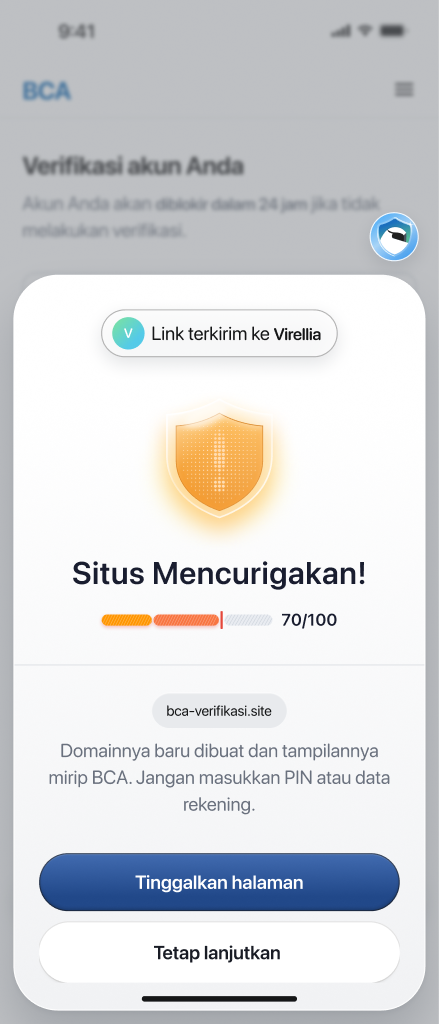 9:41
BCA
Verifikasi akun Anda
Akun Anda akan diblokir dalam 24 jam jika tidak
melakukan verifikasi.
V
Link terkirim ke Virellia
Situs Mencurigakan!
70/100
bca-verifikasi.site
Domainnya baru dibuat dan tampilannya
mirip BCA. Jangan masukkan PIN atau data
rekening.
Tinggalkan halaman
Tetap lanjutkan